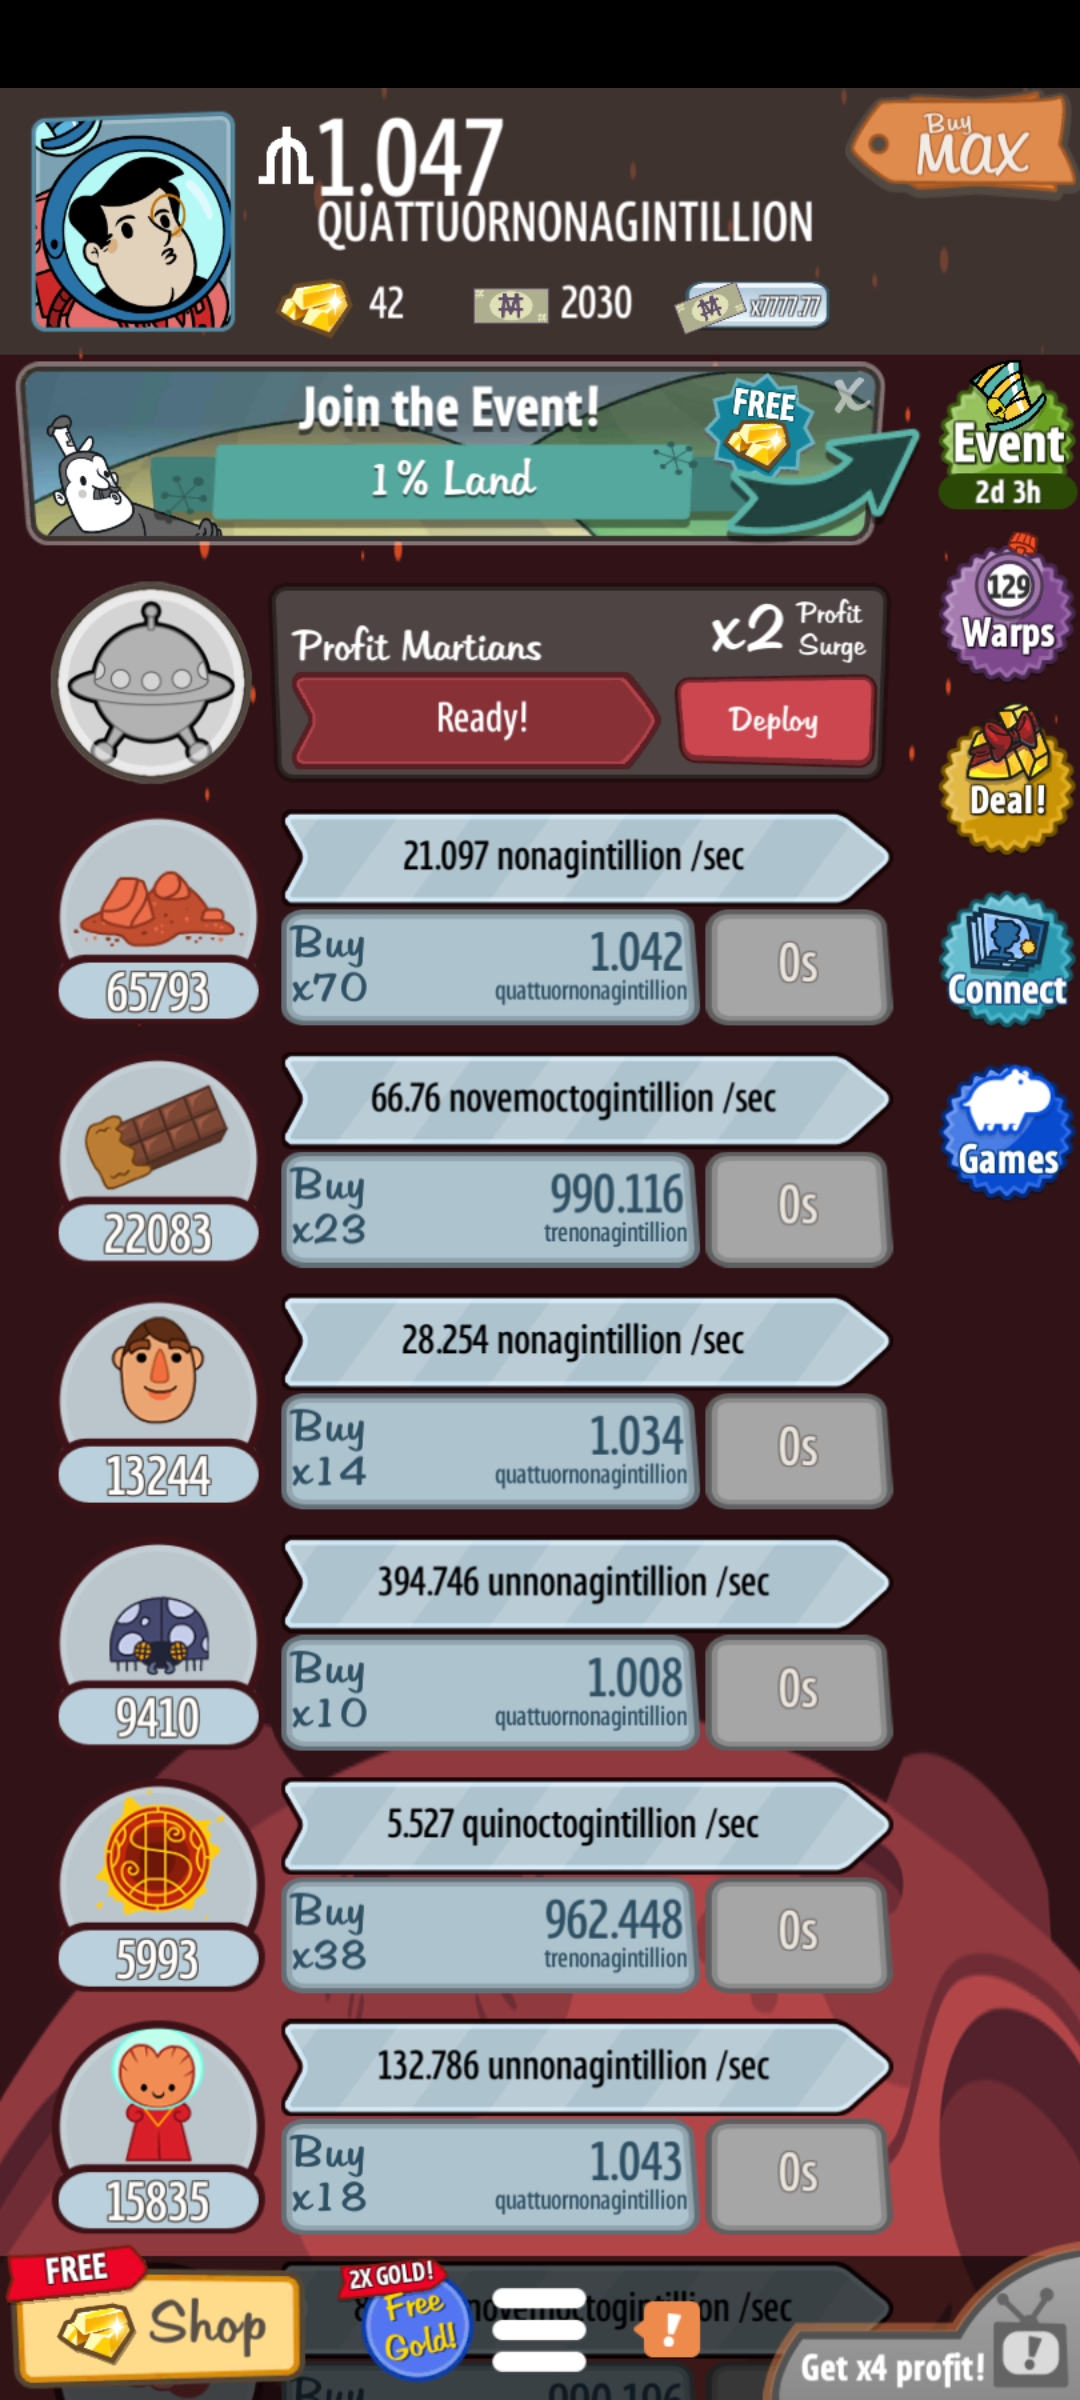 1.047
QUATTUORNONAGINTILLION
Buy
MAX
42
2030
x7777.77
Join the Event!
1% Land
FREE
X
Event
2d 3h
Profit Martians
x2 Profit Surge
Ready!
Deploy
129
Warps
Deal!
21.097 nonagintillion /sec
65793
Buy x70
1.042
quattuornonagintillion
0s
Connect
66.76 novemoctogintillion /sec
22083
Buy x23
990.116
trenonagintillion
0s
Games
28.254 nonagintillion /sec
13244
Buy x14
1.034
quattuornonagintillion
0s
394.746 unnonagintillion /sec
9410
Buy x10
1.008
quattuornonagintillion
0s
5.527 quinoctogintillion /sec
5993
Buy x38
962.448
trenonagintillion
0s
132.786 unnonagintillion /sec
15835
Buy x18
1.043
quattuornonagintillion
0s
FREE
Shop
2X GOLD!
Free Gold!
!
/sec
Get x4 profit!
!
Buy